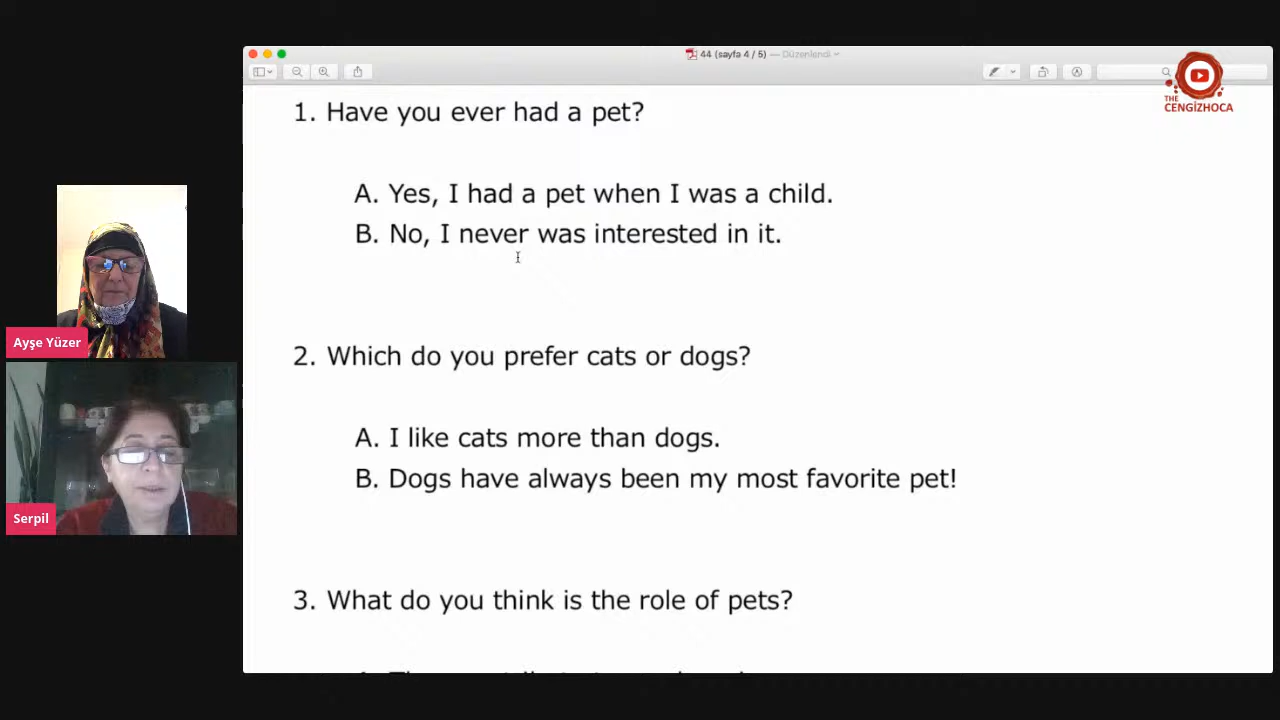 44 (sayfa 4 / 5) — Düzenlendi
THE
CENGİZHOCA
1. Have you ever had a pet?
A. Yes, I had a pet when I was a child.
B. No, I never was interested in it.
2. Which do you prefer cats or dogs?
A. I like cats more than dogs.
B. Dogs have always been my most favorite pet!
3. What do you think is the role of pets?
Ayşe Yüzer
Serpil